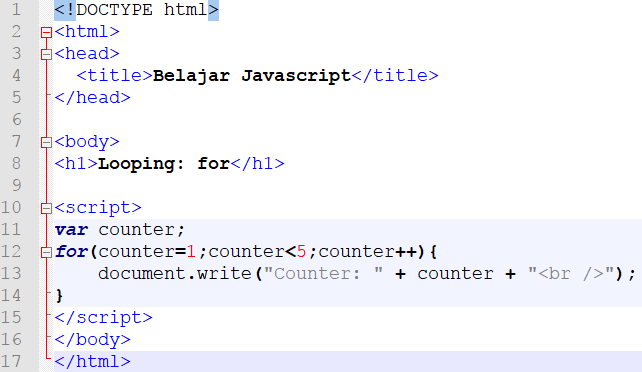 1 <!DOCTYPE html>
2 <html>
3 <head>
4   <title>Belajar Javascript</title>
5 </head>
6
7 <body>
8 <h1>Looping: for</h1>
9
10 <script>
11 var counter;
12 for(counter=1;counter<5;counter++){
13     document.write("Counter: " + counter + "<br />");
14 }
15 </script>
16 </body>
17 </html>